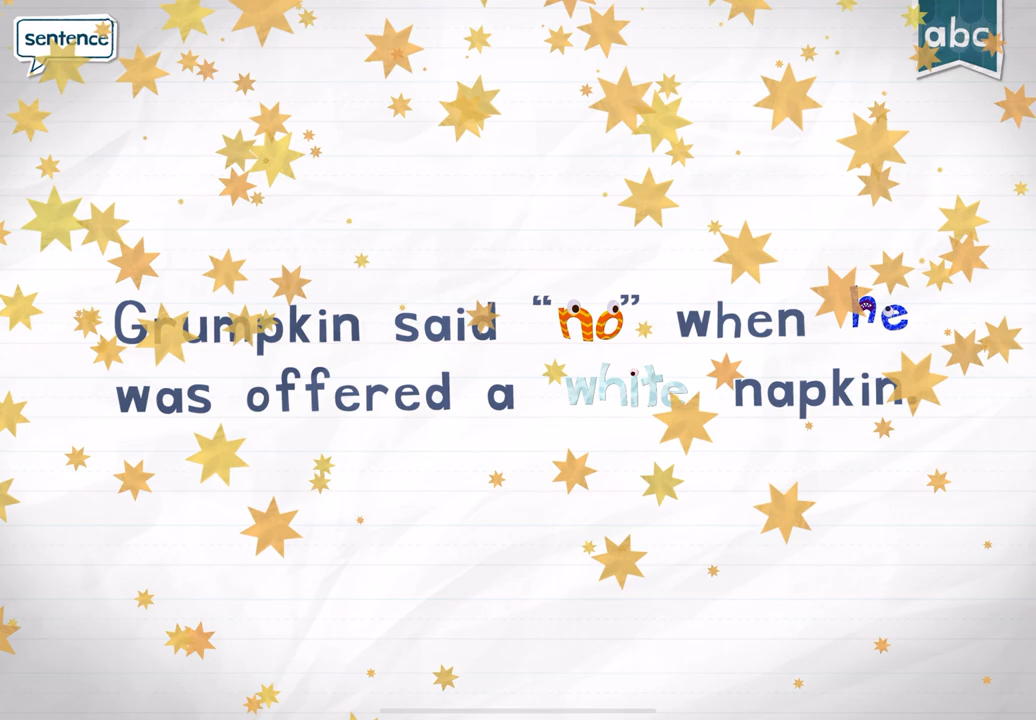 sentence
abc
Grumpkin said “no” when he
was offered a white napkin.